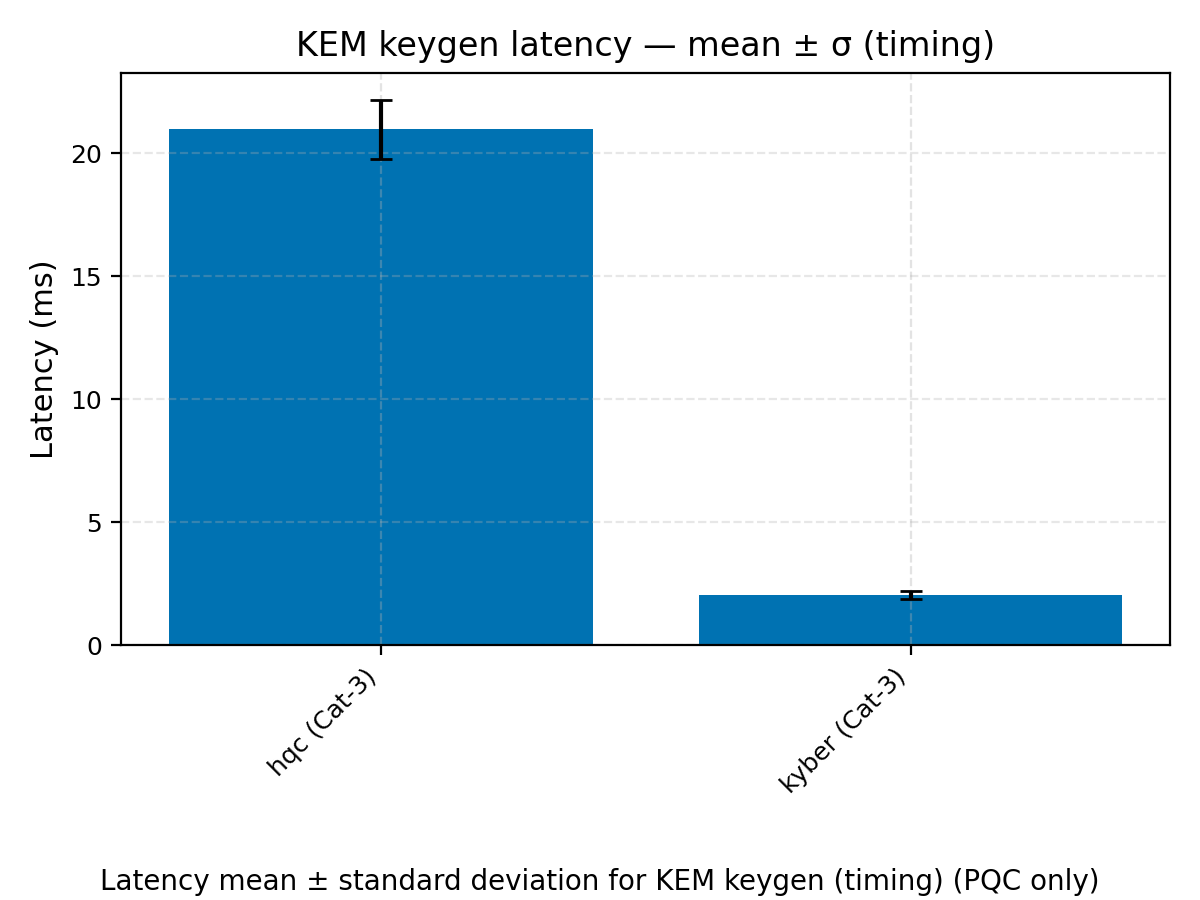 KEM keygen latency — mean ± σ (timing)
Latency (ms)
20
15
10
5
0
hqc (Cat-3)
kyber (Cat-3)
Latency mean ± standard deviation for KEM keygen (timing) (PQC only)